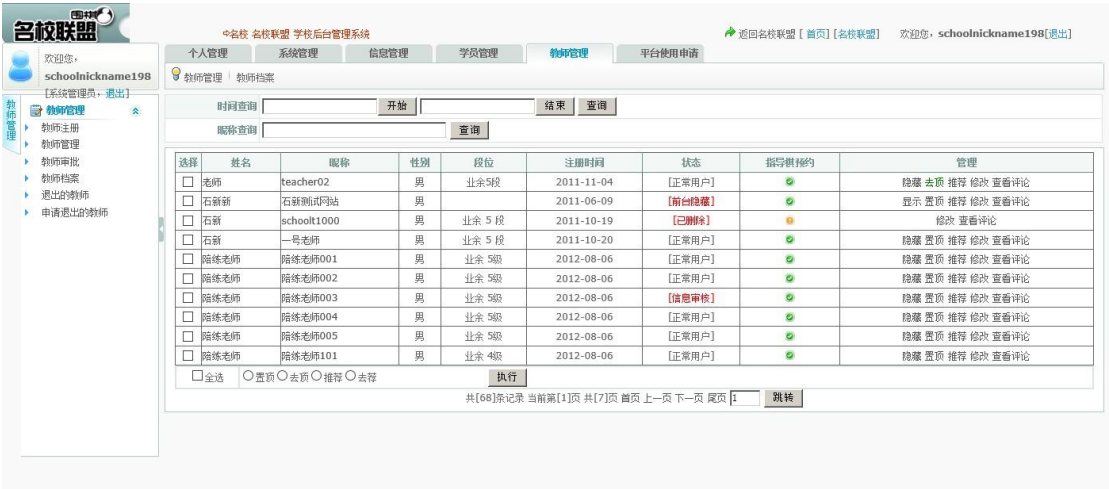 围棋
名校联盟
名校 名校联盟 学校后台管理系统
返回名校联盟 [ 首页] [名校联盟] 欢迎您，schoolnickname198[退出]
欢迎您，
schoolnickname198
[系统管理员，退出]
个人管理 系统管理 信息管理 学员管理 教师管理 平台使用申请
教师管理 教师档案
教师管理
教师管理
教师注册
教师管理
教师审批
教师档案
退出的教师
申请退出的教师
时间查询 开始 结束 查询
昵称查询 查询
选择 姓名 昵称 性别 段位 注册时间 状态 指导棋预约 管理
老师 teacher02 男 业余5段 2011-11-04 [正常用户] 隐藏 去顶 推荐 修改 查看评论
石新新 石新测试网站 男 2011-06-09 [前台隐藏] 显示 置顶 推荐 修改 查看评论
石新 schoolt1000 男 业余 5 段 2011-10-19 [已删除] 修改 查看评论
石新 一号老师 男 业余 5 段 2011-10-20 [正常用户] 隐藏 置顶 推荐 修改 查看评论
陪练老师 陪练老师001 男 业余 5级 2012-08-06 [正常用户] 隐藏 置顶 推荐 修改 查看评论
陪练老师 陪练老师002 男 业余 5级 2012-08-06 [正常用户] 隐藏 置顶 推荐 修改 查看评论
陪练老师 陪练老师003 男 业余 5级 2012-08-06 [信息审核] 隐藏 置顶 推荐 修改 查看评论
陪练老师 陪练老师004 男 业余 5级 2012-08-06 [正常用户] 隐藏 置顶 推荐 修改 查看评论
陪练老师 陪练老师005 男 业余 5级 2012-08-06 [正常用户] 隐藏 置顶 推荐 修改 查看评论
陪练老师 陪练老师101 男 业余 4级 2012-08-06 [正常用户] 隐藏 置顶 推荐 修改 查看评论
全选 置顶 去顶 推荐 去荐 执行
共[68]条记录 当前第[1]页 共[7]页 首页 上一页 下一页 尾页 1 跳转